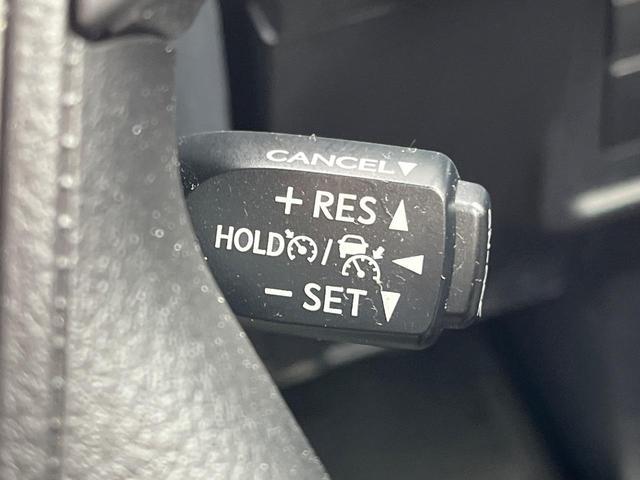 CANCEL▼
+ RES ▲
HOLD / ◀
− SET ▼